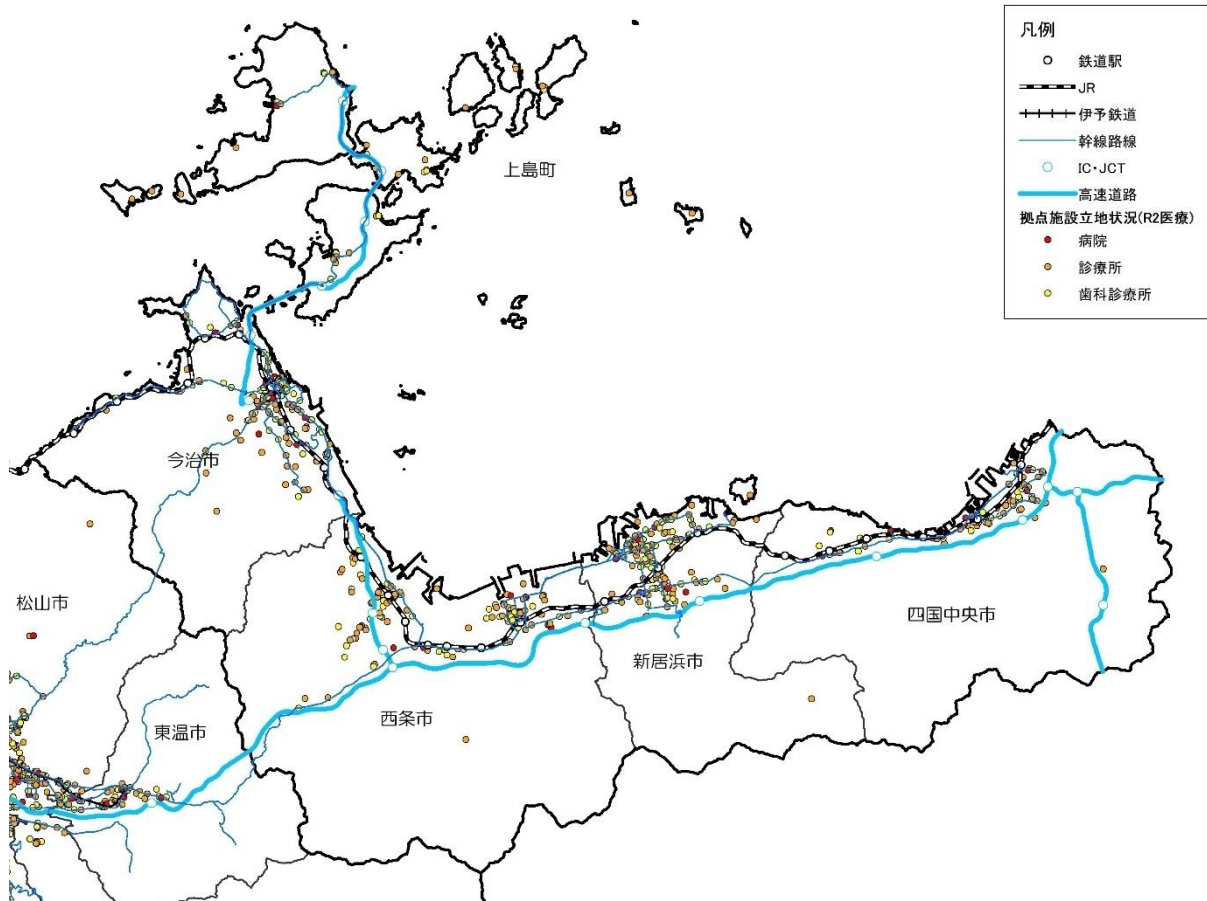 凡例
鉄道駅
JR
伊予鉄道
幹線路線
IC・JCT
高速道路
拠点施設立地状況(R2医療)
病院
診療所
歯科診療所
上島町
今治市
松山市
四国中央市
新居浜市
西条市
東温市